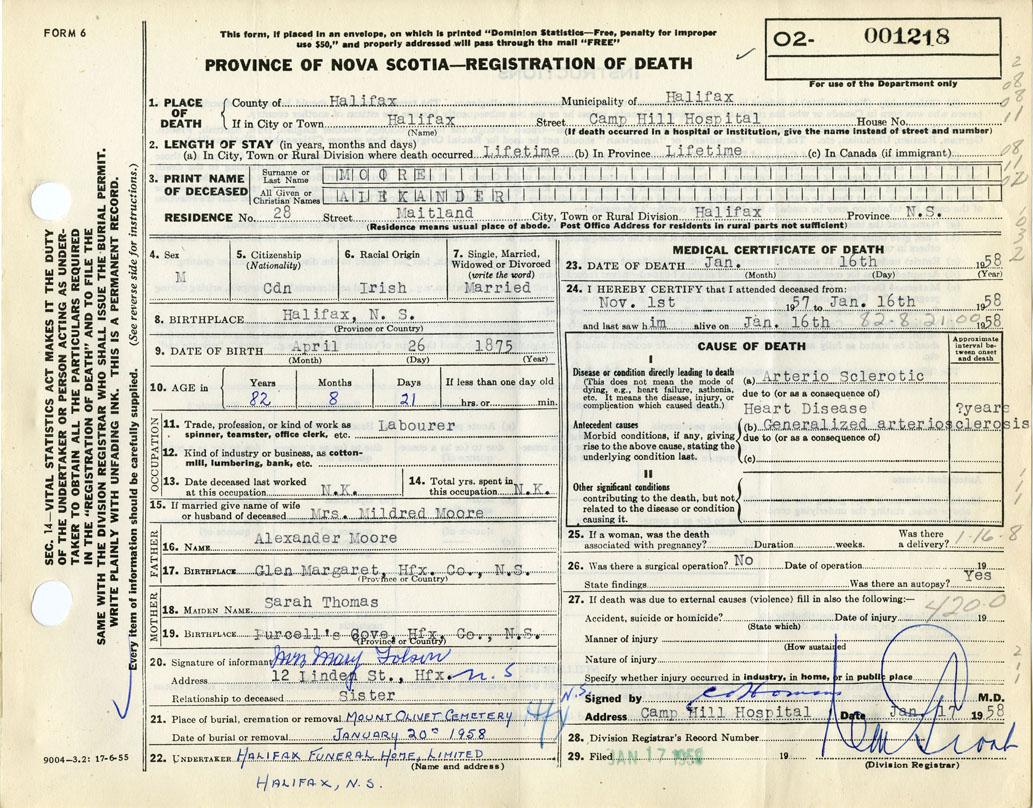 FORM 6
This form, if placed in an envelope, on which is printed "Dominion Statistics—Free, penalty for improper
use $50," and properly addressed will pass through the mail "FREE"
PROVINCE OF NOVA SCOTIA—REGISTRATION OF DEATH
O2- 001218
For use of the Department only
1. PLACE OF DEATH
County of Halifax Municipality of Halifax
If in City or Town Halifax Street Camp Hill Hospital House No.
(Name) (If death occurred in a hospital or institution, give the name instead of street and number)
2. LENGTH OF STAY (in years, months and days)
(a) In City, Town or Rural Division where death occurred Lifetime (b) In Province Lifetime (c) In Canada (if immigrant)
3. PRINT NAME OF DECEASED
Surname or Last Name MOORE
All Given or Christian Names ALEXANDER
RESIDENCE No. 28 Street Maitland City, Town or Rural Division Halifax Province N.S.
(Residence means usual place of abode. Post Office Address for residents in rural parts not sufficient)
4. Sex
M
5. Citizenship
(Nationality)
Cdn
6. Racial Origin
Irish
7. Single, Married,
Widowed or Divorced
(write the word)
Married
8. BIRTHPLACE Halifax, N. S.
(Province or Country)
9. DATE OF BIRTH April 26 1875
(Month) (Day) (Year)
10. AGE in
Years Months Days If less than one day old
82 8 21 hrs. or min.
OCCUPATION
11. Trade, profession, or kind of work as Labourer
spinner, teamster, office clerk, etc.
12. Kind of industry or business, as cotton-
mill, lumbering, bank, etc.
13. Date deceased last worked
at this occupation N.K.
14. Total yrs. spent in
this occupation N.K.
15. If married give name of wife
or husband of deceased Mrs. Mildred Moore
FATHER
16. NAME Alexander Moore
17. BIRTHPLACE Glen Margaret, Hfx. Co., N.S.
(Province or Country)
MOTHER
18. MAIDEN NAME Sarah Thomas
19. BIRTHPLACE Purcell's Cove, Hfx, Co., N.S.
(Province or Country)
20. Signature of informant Mrs Mary
Address 12 Linden St., Hfx. N.S
Relationship to deceased Sister
21. Place of burial, cremation or removal MOUNT OLIVET CEMETERY N.S.
Date of burial or removal JANUARY 20th 1958
22. UNDERTAKER HALIFAX FUNERAL HOME, LIMITED
(Name and address)
HALIFAX, N.S.
9004-3.2: 17-6-55
MEDICAL CERTIFICATE OF DEATH
23. DATE OF DEATH Jan. 16th 1958
(Month) (Day) (Year)
24. I HEREBY CERTIFY that I attended deceased from:
Nov. 1st 1957 to Jan. 16th 1958
and last saw him alive on Jan. 16th 1958
82-8-21-00
CAUSE OF DEATH
Approximate interval between onset and death
I
Disease or condition directly leading to death
(This does not mean the mode of
dying, e.g., heart failure, asthenia,
etc. It means the disease, injury, or
complication which caused death.)
(a) Arterio Sclerotic
due to (or as a consequence of)
Heart Disease ?years
Antecedent causes
Morbid conditions, if any, giving
rise to the above cause, stating the
underlying condition last.
(b) Generalized arteriosclerosis
due to (or as a consequence of)
(c)
II
Other significant conditions
contributing to the death, but not
related to the disease or condition
causing it.
25. If a woman, was the death
associated with pregnancy? Duration weeks. Was there
a delivery? 1-16-8
26. Was there a surgical operation? No Date of operation 19
State findings Was there an autopsy? Yes
27. If death was due to external causes (violence) fill in also the following:—
420.0
Accident, suicide or homicide? Date of injury 19
(State which)
Manner of injury
(How sustained
Nature of injury
Specify whether injury occurred in industry, in home, or in public place
Signed by M.D.
Address Camp Hill Hospital Date Jan 17 1958
28. Division Registrar's Record Number
29. Filed JAN 17 1958 19
(Division Registrar)
SEC. 14—VITAL STATISTICS ACT MAKES IT THE DUTY
OF THE UNDERTAKER OR PERSON ACTING AS UNDER-
TAKER TO OBTAIN ALL THE PARTICULARS REQUIRED
IN THE "REGISTRATION OF DEATH" AND TO FILE THE
SAME WITH THE DIVISION REGISTRAR WHO SHALL ISSUE THE BURIAL PERMIT.
WRITE PLAINLY WITH UNFADING INK. THIS IS A PERMANENT RECORD.
Every item of information should be carefully supplied. (See reverse side for instructions.)